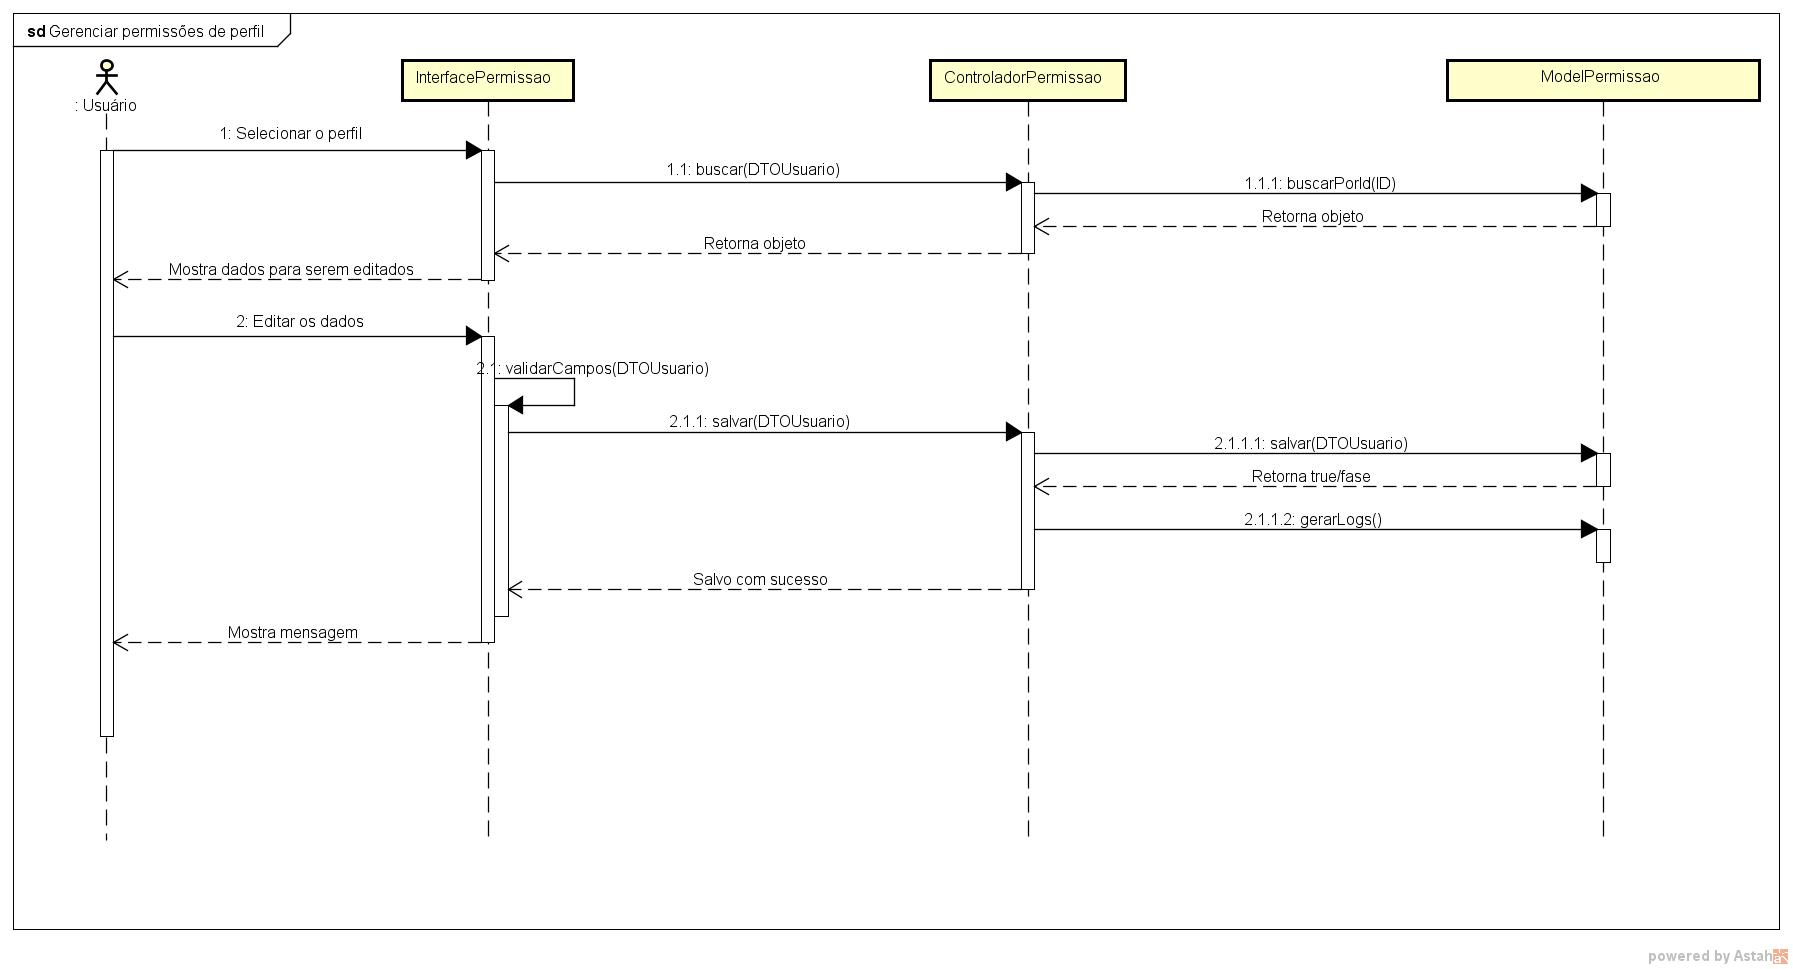 sd Gerenciar permissões de perfil
: Usuário
InterfacePermissao
ControladorPermissao
ModelPermissao
1: Selecionar o perfil
1.1: buscar(DTOUsuario)
1.1.1: buscarPorId(ID)
Retorna objeto
Retorna objeto
Mostra dados para serem editados
2: Editar os dados
2.1: validarCampos(DTOUsuario)
2.1.1: salvar(DTOUsuario)
2.1.1.1: salvar(DTOUsuario)
Retorna true/fase
2.1.1.2: gerarLogs()
Salvo com sucesso
Mostra mensagem
powered by Astah